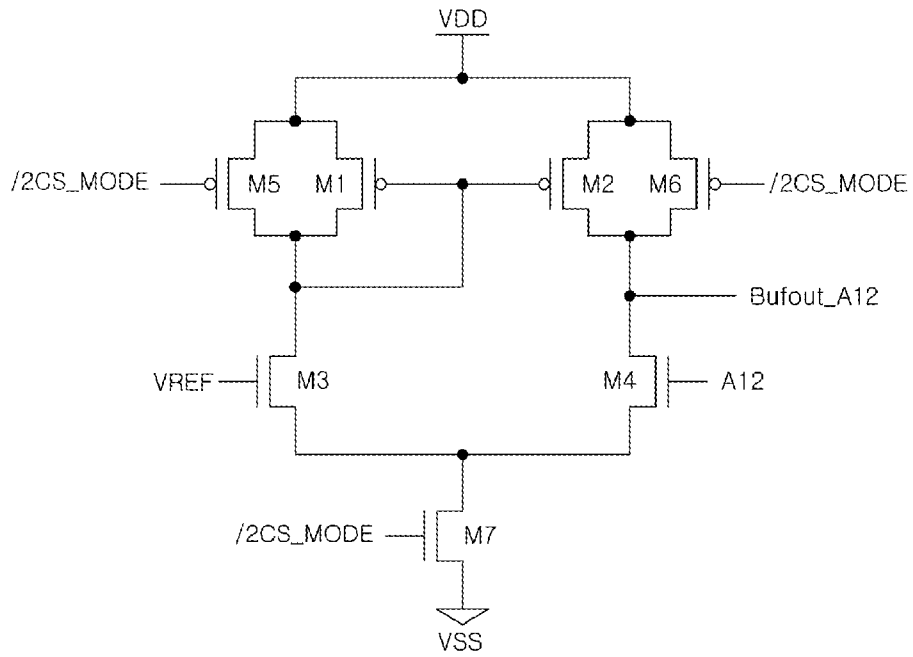 VDD
/2CS_MODE
M5
M1
M2
M6
/2CS_MODE
Bufout_A12
VREF
M3
M4
A12
/2CS_MODE
M7
VSS